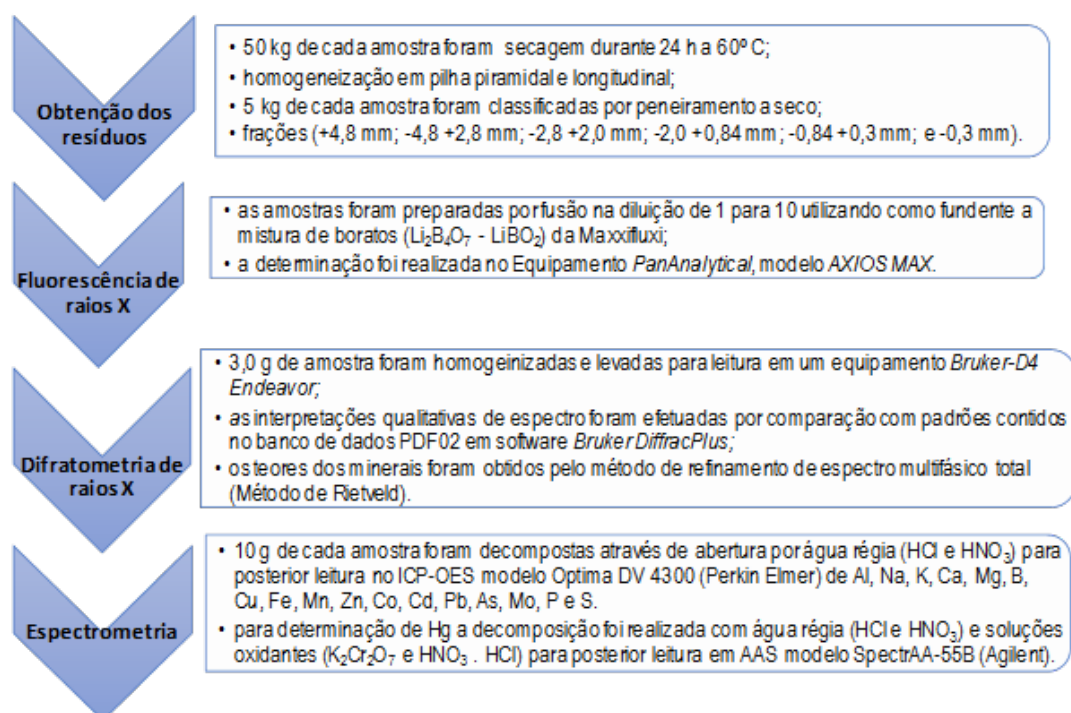 Obtenção dos
resíduos
• 50 kg de cada amostra foram secagem durante 24 h a 60º C;
• homogeneização em pilha piramidal e longitudinal;
• 5 kg de cada amostra foram classificadas por peneiramento a seco;
• frações (+4,8 mm; -4,8 +2,8 mm; -2,8 +2,0 mm; -2,0 +0,84 mm; -0,84 +0,3 mm; e -0,3 mm).
Fluorescência de
raios X
• as amostras foram preparadas por fusão na diluição de 1 para 10 utilizando como fundente a
mistura de boratos (Li₂B₄O₇ - LiBO₂) da Maxxifluxi;
• a determinação foi realizada no Equipamento PanAnalytical, modelo AXIOS MAX.
Difratometria de
raios X
• 3,0 g de amostra foram homogeinizadas e levadas para leitura em um equipamento Bruker-D4
Endeavor;
• as interpretações qualitativas de espectro foram efetuadas por comparação com padrões contidos
no banco de dados PDF02 em software Bruker DiffracPlus;
• os teores dos minerais foram obtidos pelo método de refinamento de espectro multifásico total
(Método de Rietveld).
Espectrometria
• 10 g de cada amostra foram decompostas através de abertura por água régia (HCl e HNO₃) para
posterior leitura no ICP-OES modelo Optima DV 4300 (Perkin Elmer) de Al, Na, K, Ca, Mg, B,
Cu, Fe, Mn, Zn, Co, Cd, Pb, As, Mo, P e S.
• para determinação de Hg a decomposição foi realizada com água régia (HCl e HNO₃) e soluções
oxidantes (K₂Cr₂O₇ e HNO₃ . HCl) para posterior leitura em AAS modelo SpectrAA-55B (Agilent).